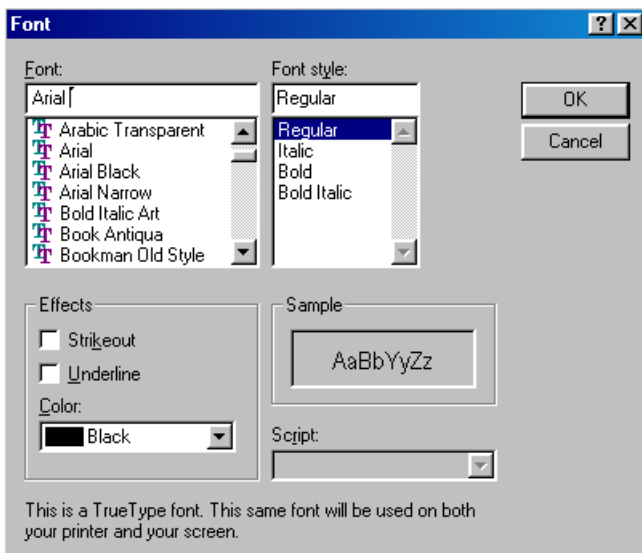 Font
Font:
Arial
Arabic Transparent
Arial
Arial Black
Arial Narrow
Bold Italic Art
Book Antiqua
Bookman Old Style
Font style:
Regular
Regular
Italic
Bold
Bold Italic
OK
Cancel
Effects
Strikeout
Underline
Color:
Black
Sample
AaBbYyZz
Script:
This is a TrueType font. This same font will be used on both
your printer and your screen.